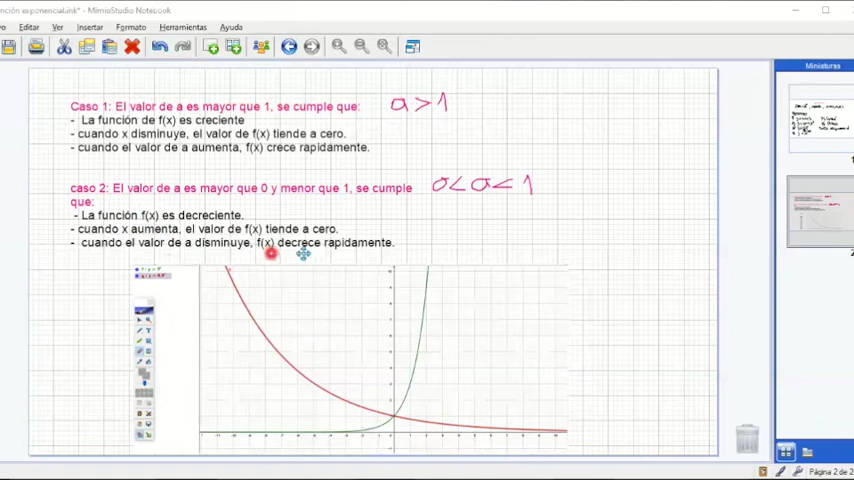 nción exponencial.ink* - MimioStudio Notebook
vo Editar Ver Insertar Formato Herramientas Ayuda
Miniaturas
Caso 1: El valor de a es mayor que 1, se cumple que: a > 1
- La función de f(x) es creciente
- cuando x disminuye, el valor de f(x) tiende a cero.
- cuando el valor de a aumenta, f(x) crece rapidamente.
caso 2: El valor de a es mayor que 0 y menor que 1, se cumple 0 < a < 1
que:
- La función f(x) es decreciente.
- cuando x aumenta, el valor de f(x) tiende a cero.
- cuando el valor de a disminuye, f(x) decrece rapidamente.
Página 2 de 2